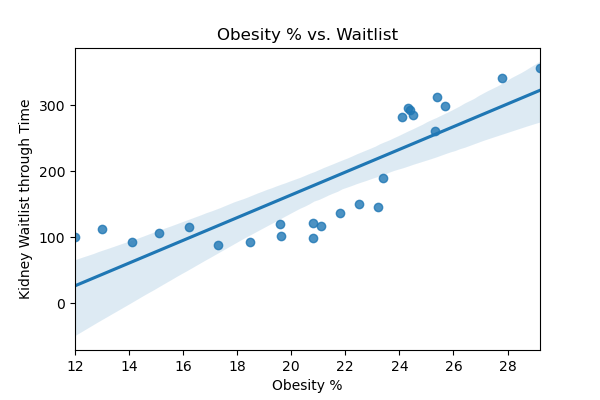 Obesity % vs. Waitlist
Kidney Waitlist through Time
300
200
100
0
12 14 16 18 20 22 24 26 28
Obesity %